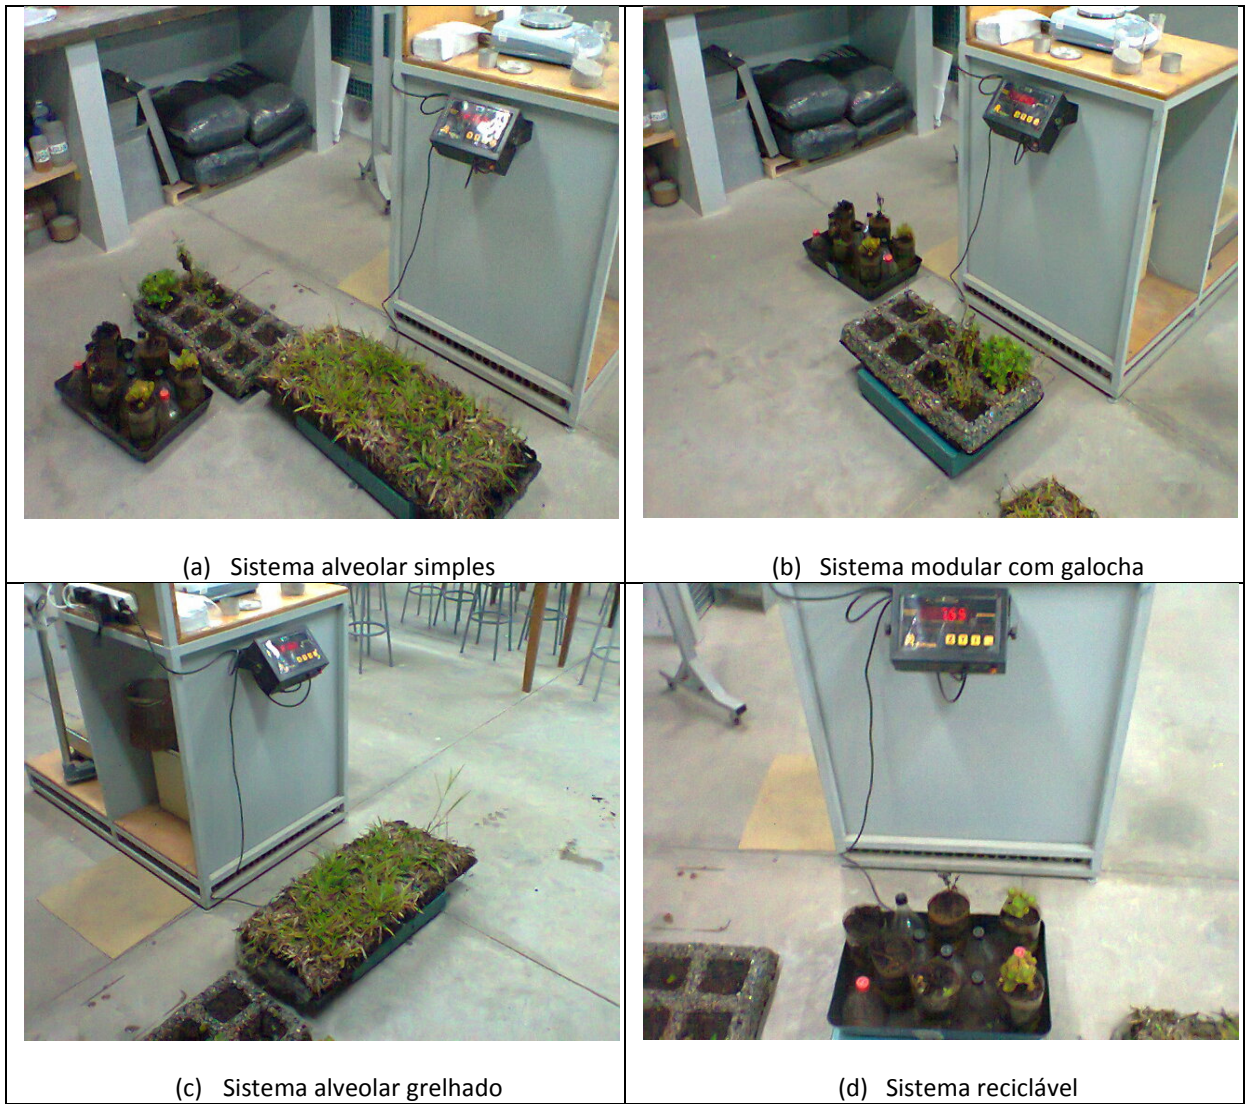 (a) Sistema alveolar simples
(b) Sistema modular com galocha
(c) Sistema alveolar grelhado
(d) Sistema reciclável